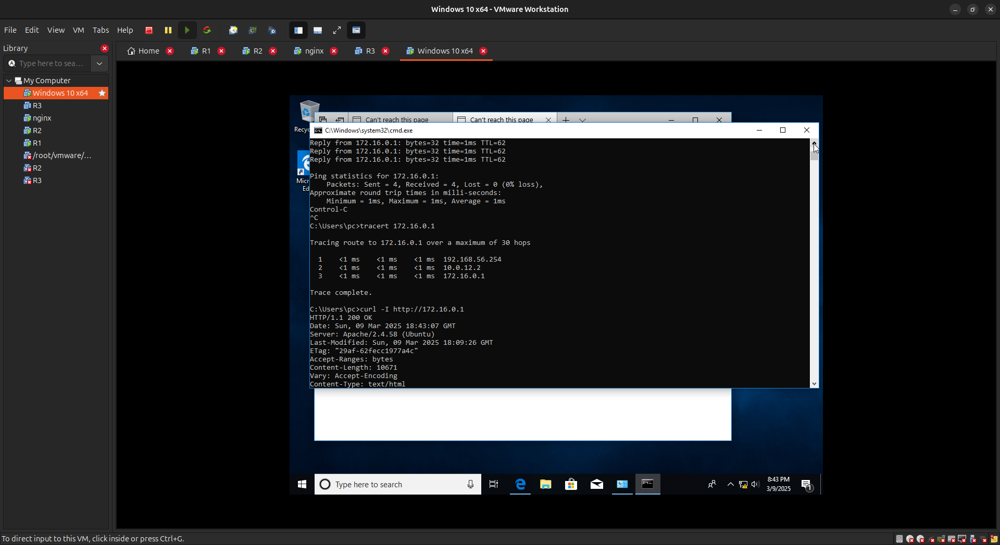 Windows 10 x64 - VMware Workstation
File Edit View VM Tabs Help
Library
Type here to sea...
My Computer
Windows 10 x64
R3
nginx
R2
R1
/root/vmware/...
R2
R3
Home R1 R2 nginx R3 Windows 10 x64
Can't reach this page Can't reach this page
C:\Windows\system32\cmd.exe
Reply from 172.16.0.1: bytes=32 time=1ms TTL=62
Reply from 172.16.0.1: bytes=32 time=1ms TTL=62
Reply from 172.16.0.1: bytes=32 time=1ms TTL=62
Ping statistics for 172.16.0.1:
Packets: Sent = 4, Received = 4, Lost = 0 (0% loss),
Approximate round trip times in milli-seconds:
Minimum = 1ms, Maximum = 1ms, Average = 1ms
Control-C
^C
C:\Users\pc>tracert 172.16.0.1
Tracing route to 172.16.0.1 over a maximum of 30 hops
1 <1 ms <1 ms <1 ms 192.168.56.254
2 <1 ms <1 ms <1 ms 10.0.12.2
3 <1 ms <1 ms <1 ms 172.16.0.1
Trace complete.
C:\Users\pc>curl -I http://172.16.0.1
HTTP/1.1 200 OK
Date: Sun, 09 Mar 2025 18:43:07 GMT
Server: Apache/2.4.58 (Ubuntu)
Last-Modified: Sun, 09 Mar 2025 18:09:26 GMT
ETag: "29af-62fecc1977a4c"
Accept-Ranges: bytes
Content-Length: 10671
Vary: Accept-Encoding
Content-Type: text/html
Recyc
Micr
Ed
Type here to search
8:43 PM
3/9/2025
1
To direct input to this VM, click inside or press Ctrl+G.